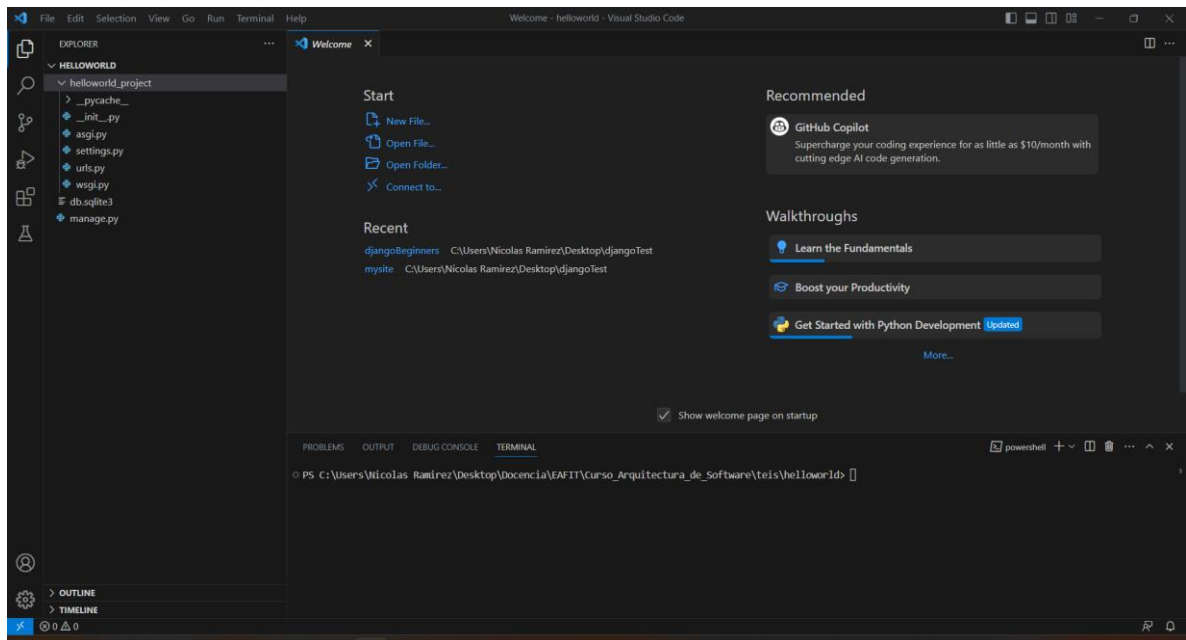 File Edit Selection View Go Run Terminal Help
Welcome - helloworld - Visual Studio Code
EXPLORER
HELLOWORLD
helloworld_project
__pycache__
__init__.py
asgi.py
settings.py
urls.py
wsgi.py
db.sqlite3
manage.py
OUTLINE
TIMELINE
Welcome
Start
New File...
Open File...
Open Folder...
Connect to...
Recent
djangoBeginners C:\Users\Nicolas Ramirez\Desktop\djangoTest
mysite C:\Users\Nicolas Ramirez\Desktop\djangoTest
Recommended
GitHub Copilot
Supercharge your coding experience for as little as $10/month with
cutting edge AI code generation.
Walkthroughs
Learn the Fundamentals
Boost your Productivity
Get Started with Python Development Updated
More...
Show welcome page on startup
PROBLEMS OUTPUT DEBUG CONSOLE TERMINAL
powershell
PS C:\Users\Nicolas Ramirez\Desktop\Docencia\EAFIT\Curso_Arquitectura_de_Software\teis\helloworld>
0 0